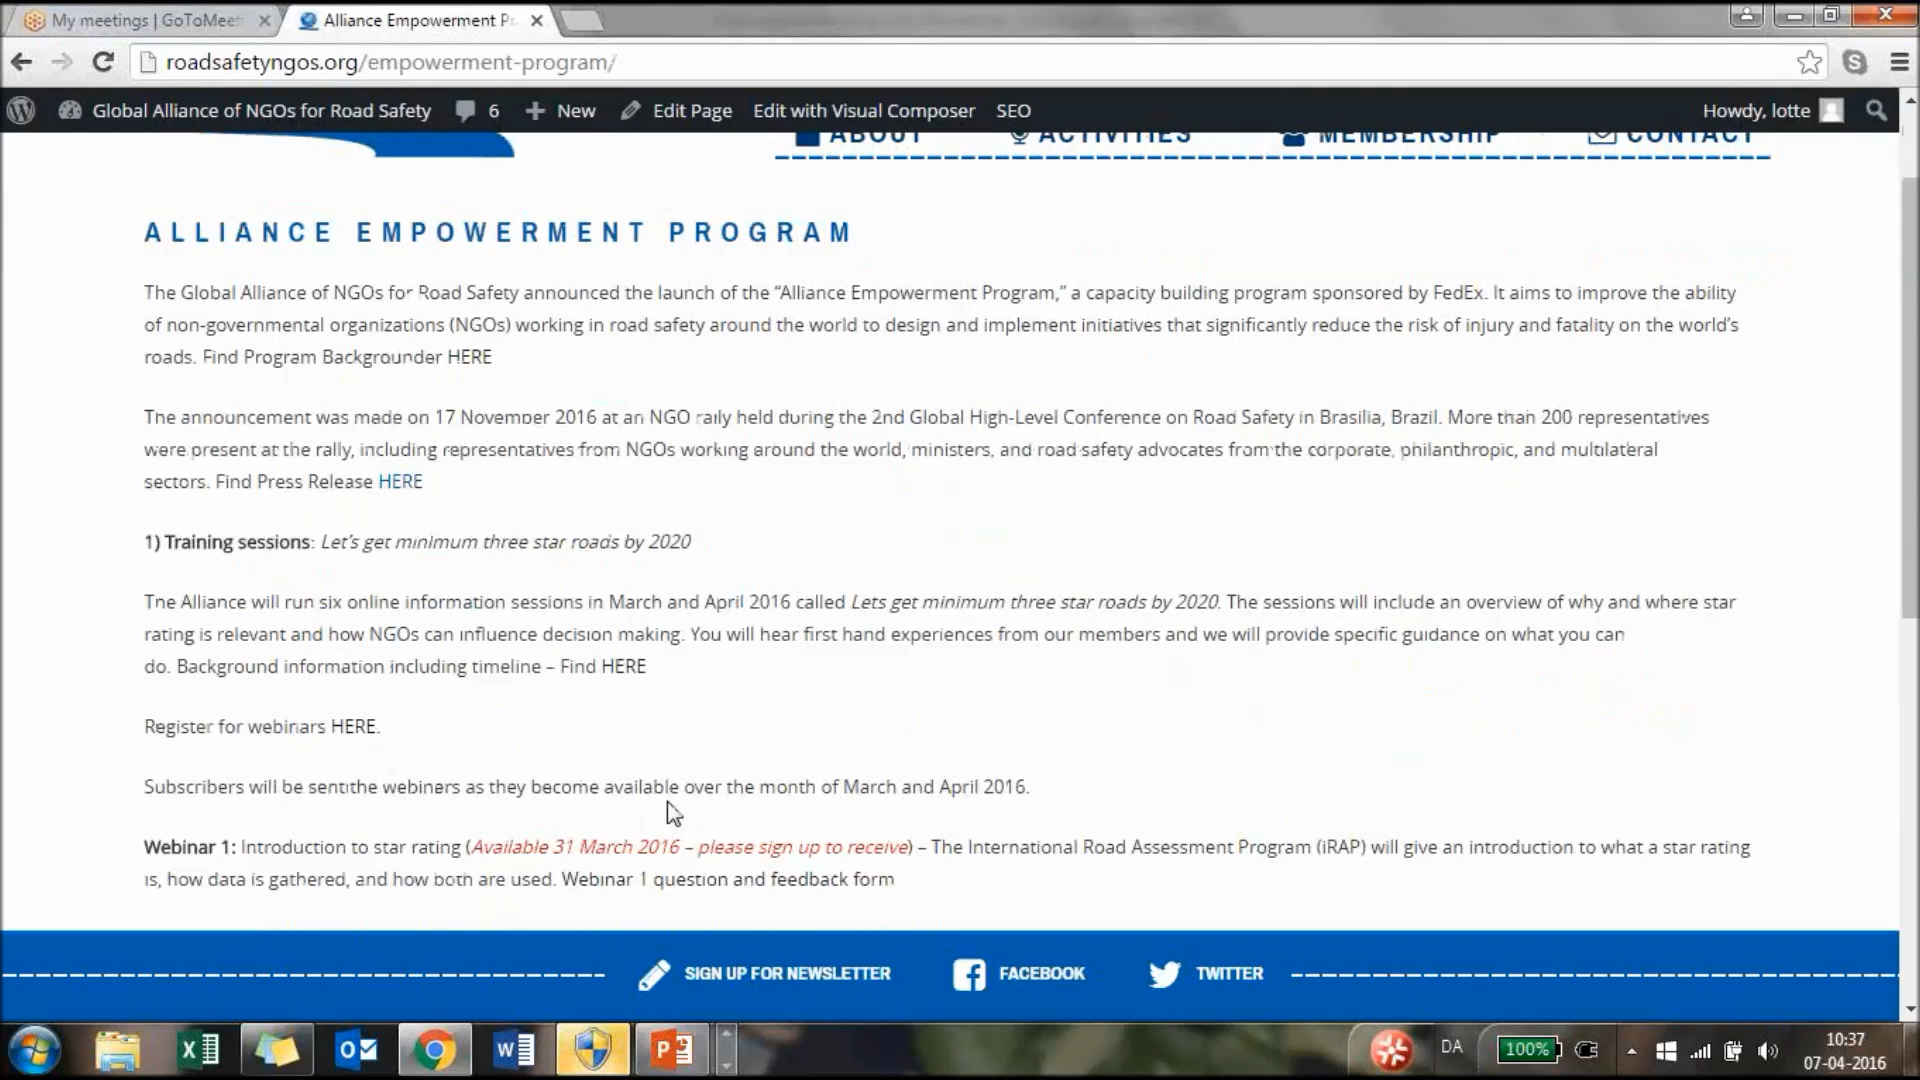 My meetings | GoToMeet
Alliance Empowerment Pr
roadsafetyngos.org/empowerment-program/
Global Alliance of NGOs for Road Safety 6 New Edit Page Edit with Visual Composer SEO Howdy, lotte
ABOUT ACTIVITIES MEMBERSHIP CONTACT
ALLIANCE EMPOWERMENT PROGRAM
The Global Alliance of NGOs for Road Safety announced the launch of the “Alliance Empowerment Program,” a capacity building program sponsored by FedEx. It aims to improve the ability
of non-governmental organizations (NGOs) working in road safety around the world to design and implement initiatives that significantly reduce the risk of injury and fatality on the world’s
roads. Find Program Backgrounder HERE
The announcement was made on 17 November 2016 at an NGO rally held during the 2nd Global High-Level Conference on Road Safety in Brasilia, Brazil. More than 200 representatives
were present at the rally, including representatives from NGOs working around the world, ministers, and road safety advocates from the corporate, philanthropic, and multilateral
sectors. Find Press Release HERE
1) Training sessions: Let’s get minimum three star roads by 2020
The Alliance will run six online information sessions in March and April 2016 called Lets get minimum three star roads by 2020. The sessions will include an overview of why and where star
rating is relevant and how NGOs can influence decision making. You will hear first hand experiences from our members and we will provide specific guidance on what you can
do. Background information including timeline – Find HERE
Register for webinars HERE.
Subscribers will be sent the webiners as they become available over the month of March and April 2016.
Webinar 1: Introduction to star rating (Available 31 March 2016 – please sign up to receive) – The International Road Assessment Program (iRAP) will give an introduction to what a star rating
is, how data is gathered, and how both are used. Webinar 1 question and feedback form
SIGN UP FOR NEWSLETTER FACEBOOK TWITTER
DA 100% 10:37
07-04-2016